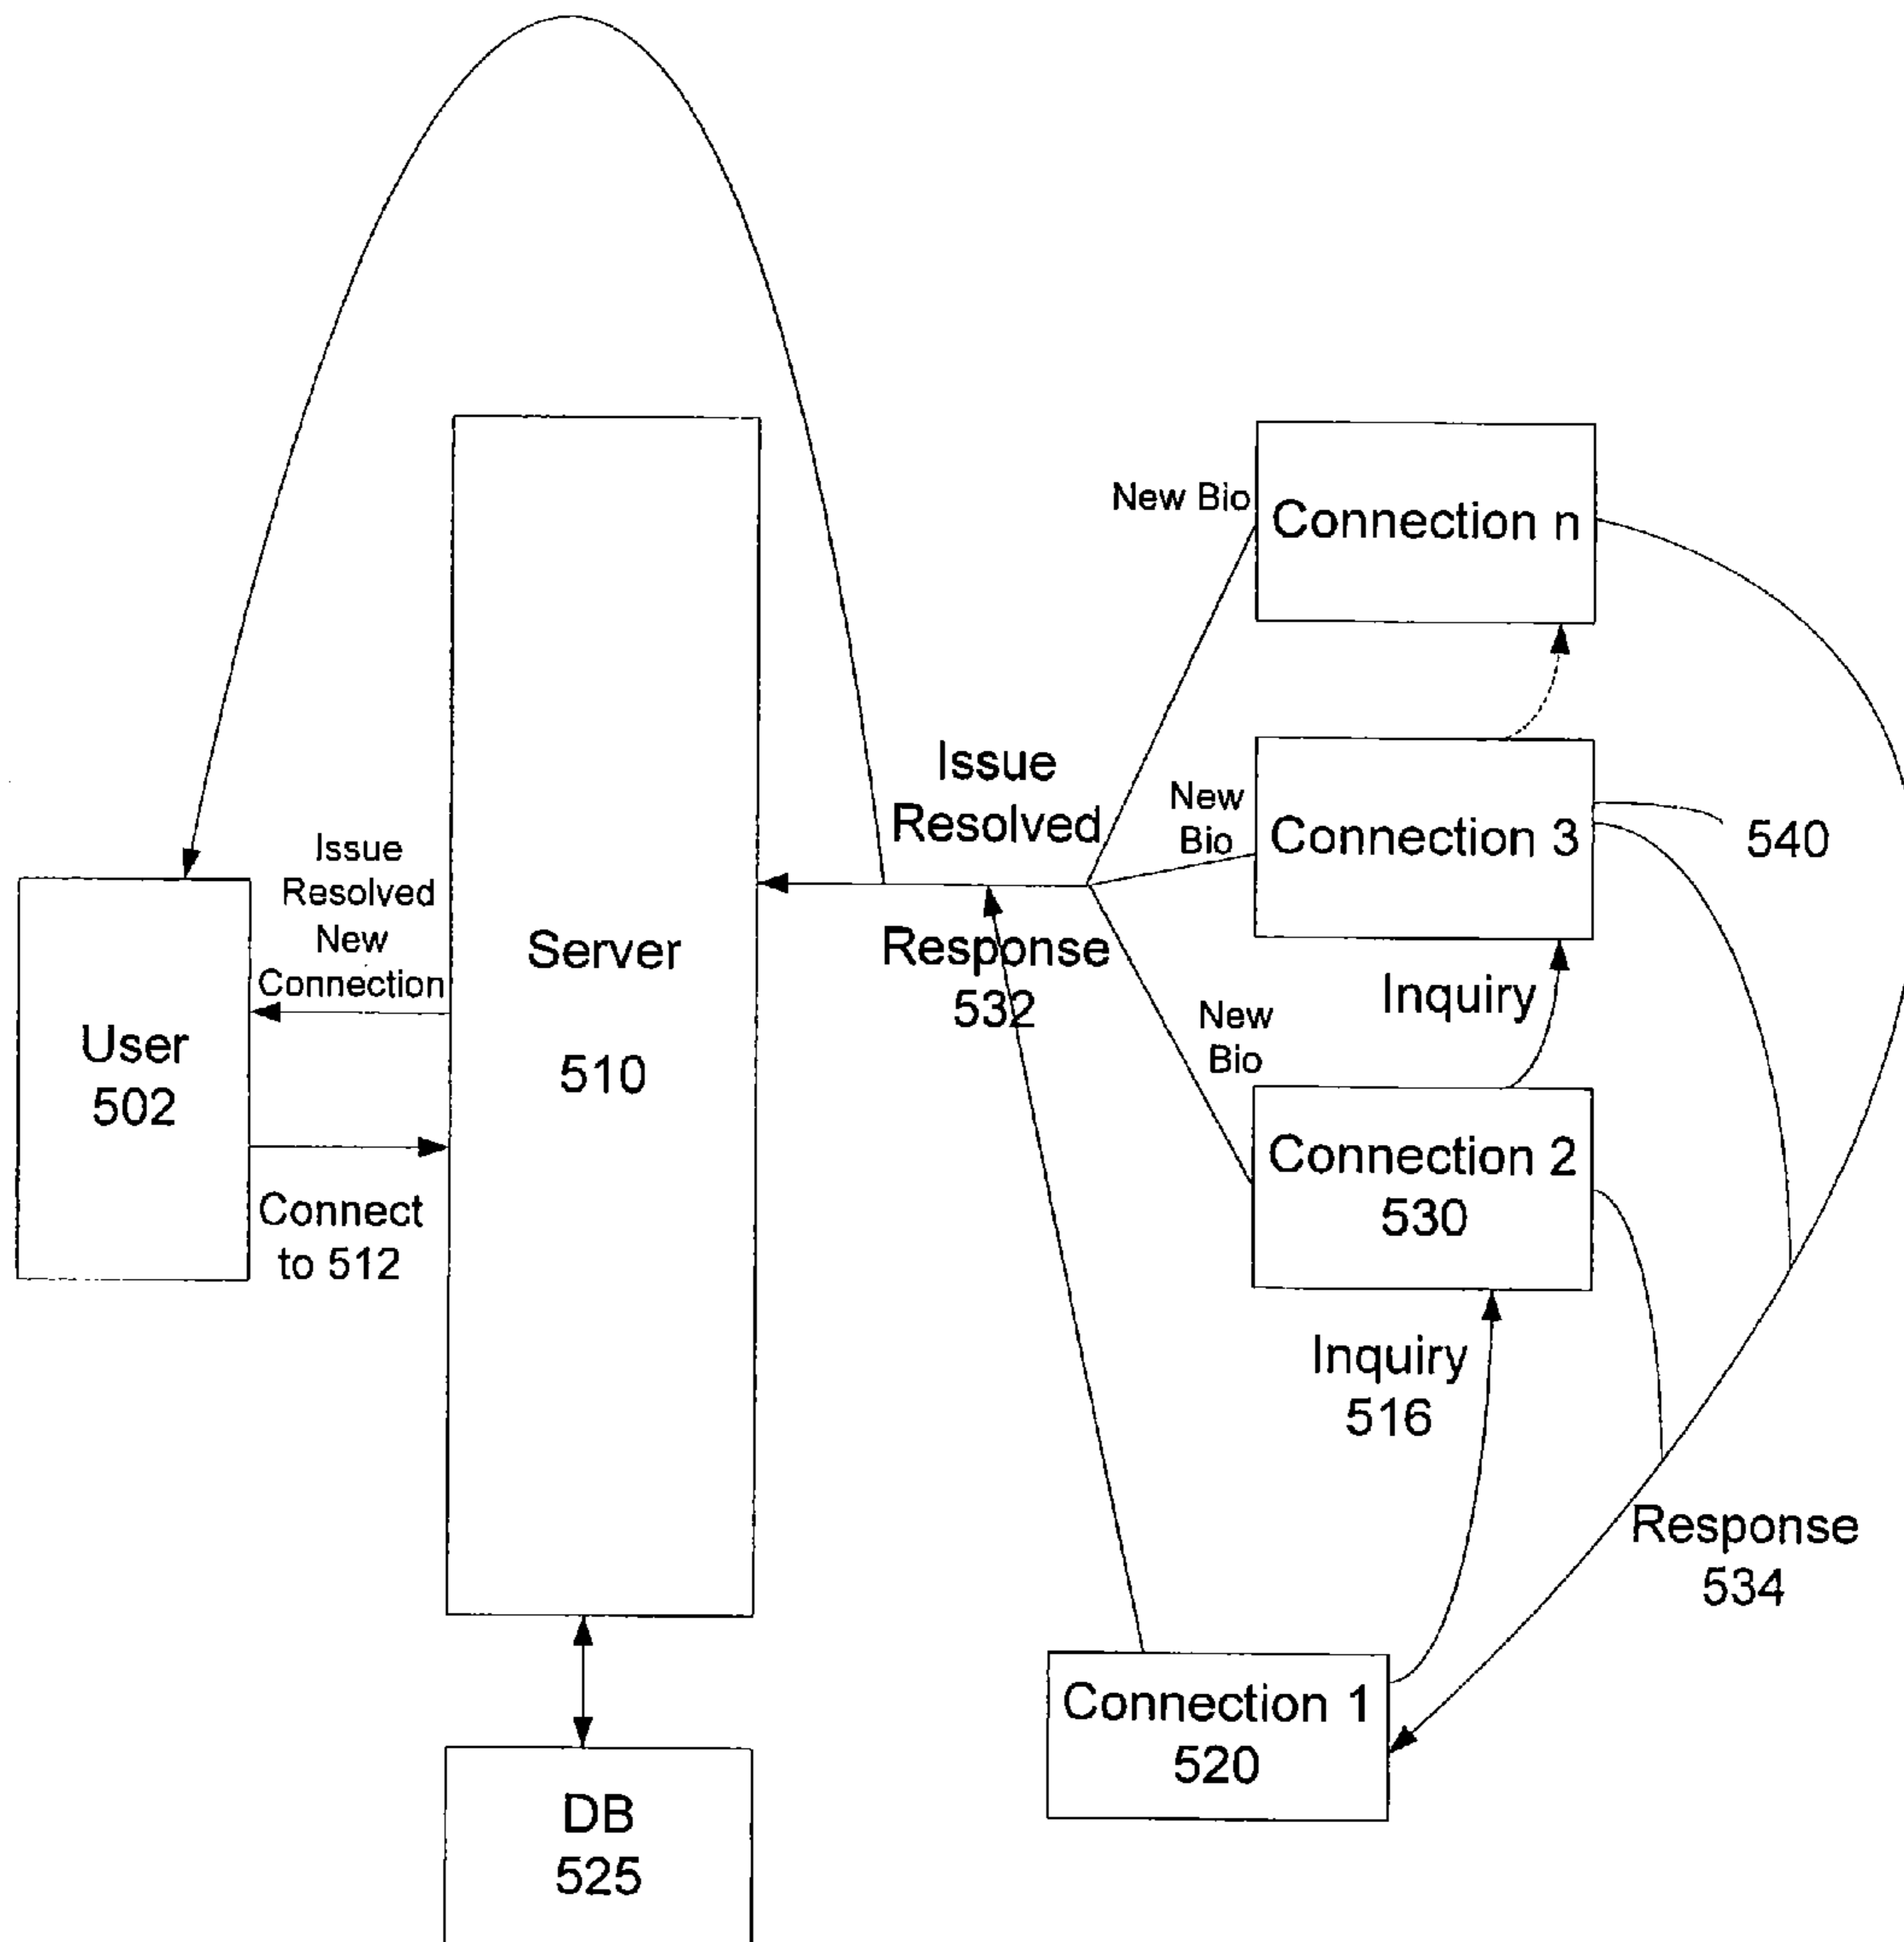 New Bio
Connection n
Issue
Resolved
New
Bio
Connection 3
540
Issue
Resolved
New
Connection
Server
510
Response
532
Inquiry
New
Bio
User
502
Connection 2
530
Connect
to 512
Inquiry
516
Response
534
Connection 1
520
DB
525